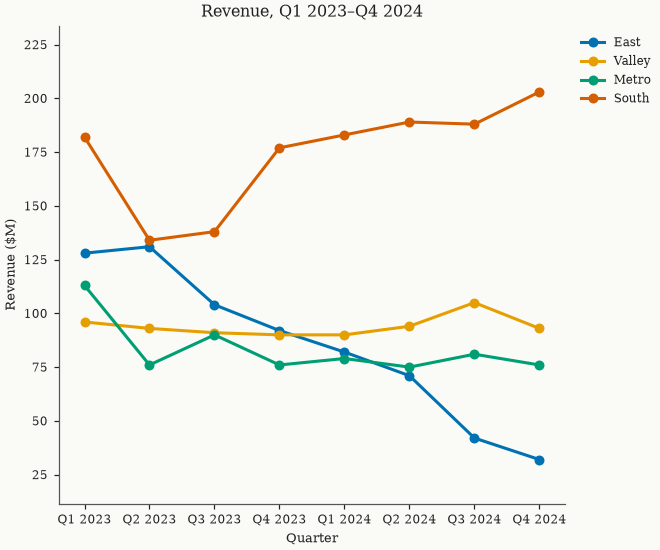 Revenue, Q1 2023–Q4 2024
Revenue ($M)
225
200
175
150
125
100
75
50
25
Q1 2023 Q2 2023 Q3 2023 Q4 2023 Q1 2024 Q2 2024 Q3 2024 Q4 2024
Quarter
East
Valley
Metro
South